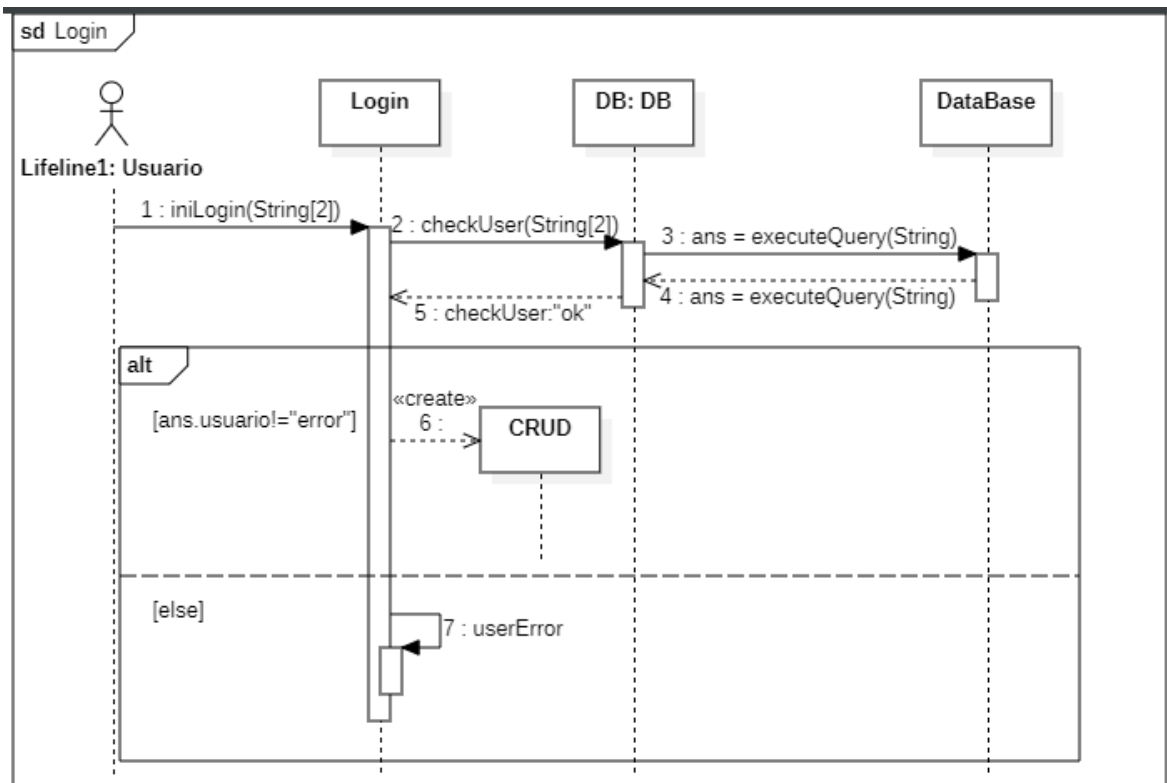 sd Login
Login
DB: DB
DataBase
Lifeline1: Usuario
1 : iniLogin(String[2])
2 : checkUser(String[2])
3 : ans = executeQuery(String)
4 : ans = executeQuery(String)
5 : checkUser:"ok"
alt
[ans.usuario!="error"]
«create»
6 :
CRUD
[else]
7 : userError